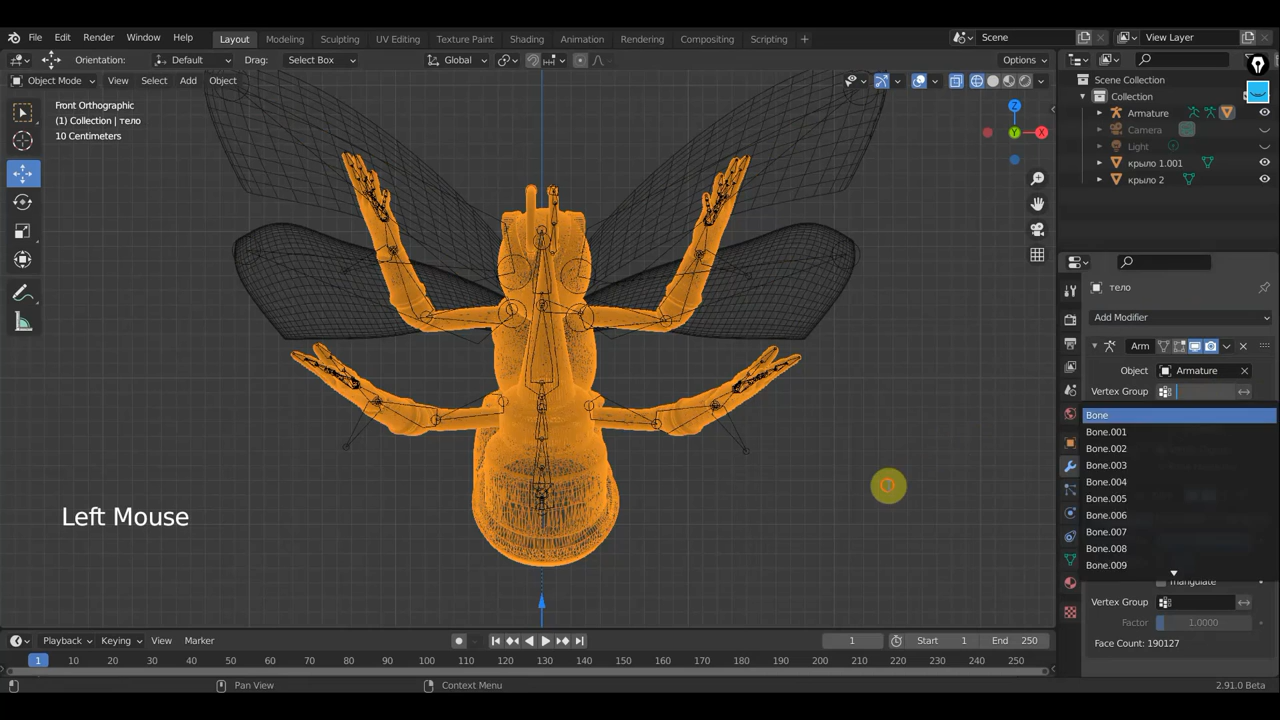 File Edit Render Window Help Layout Modeling Sculpting UV Editing Texture Paint Shading Animation Rendering Compositing Scripting + Scene View Layer
Orientation: Default Drag: Select Box Global Options
Object Mode View Select Add Object
Front Orthographic
(1) Collection | тело
10 Centimeters
Z
Y
X
Left Mouse
Scene Collection
Collection
Armature
Camera
Light
крыло 1.001
крыло 2
тело
Add Modifier
Arm
Object Armature
Vertex Group
Bone
Bone.001
Bone.002
Bone.003
Bone.004
Bone.005
Bone.006
Bone.007
Bone.008
Bone.009
Triangulate
Vertex Group
Factor 1.0000
Face Count: 190127
Playback Keying View Marker 1 Start 1 End 250
1 10 20 30 40 50 60 70 80 90 100 110 120 130 140 150 160 170 180 190 200 210 220 230 240 250
Pan View Context Menu 2.91.0 Beta